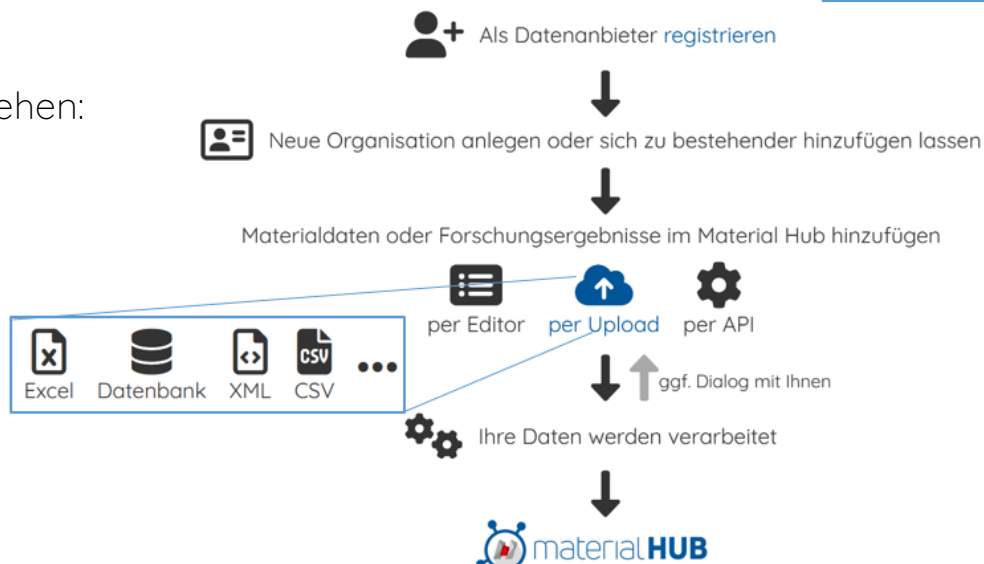 Als Datenanbieter registrieren
ehen:
Neue Organisation anlegen oder sich zu bestehender hinzufügen lassen
Materialdaten oder Forschungsergebnisse im Material Hub hinzufügen
per Editor per Upload per API
Excel Datenbank XML CSV
CSV
ggf. Dialog mit Ihnen
Ihre Daten werden verarbeitet
materialHUB